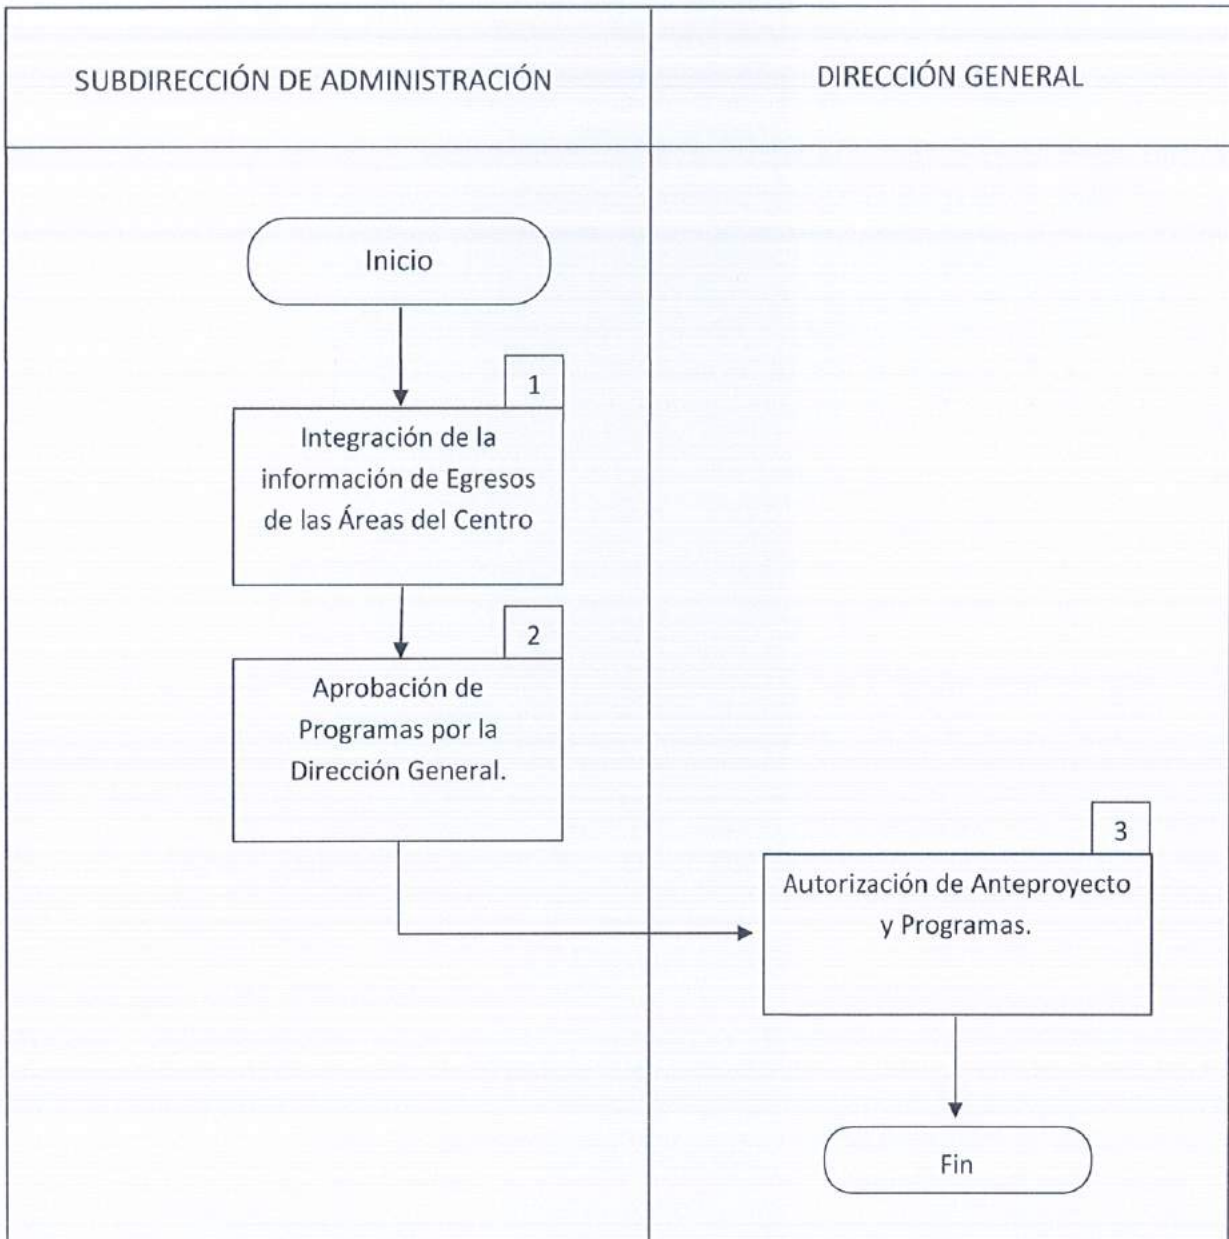 SUBDIRECCIÓN DE ADMINISTRACIÓN
DIRECCIÓN GENERAL
Inicio
1
Integración de la
información de Egresos
de las Áreas del Centro
2
Aprobación de
Programas por la
Dirección General.
3
Autorización de Anteproyecto
y Programas.
Fin